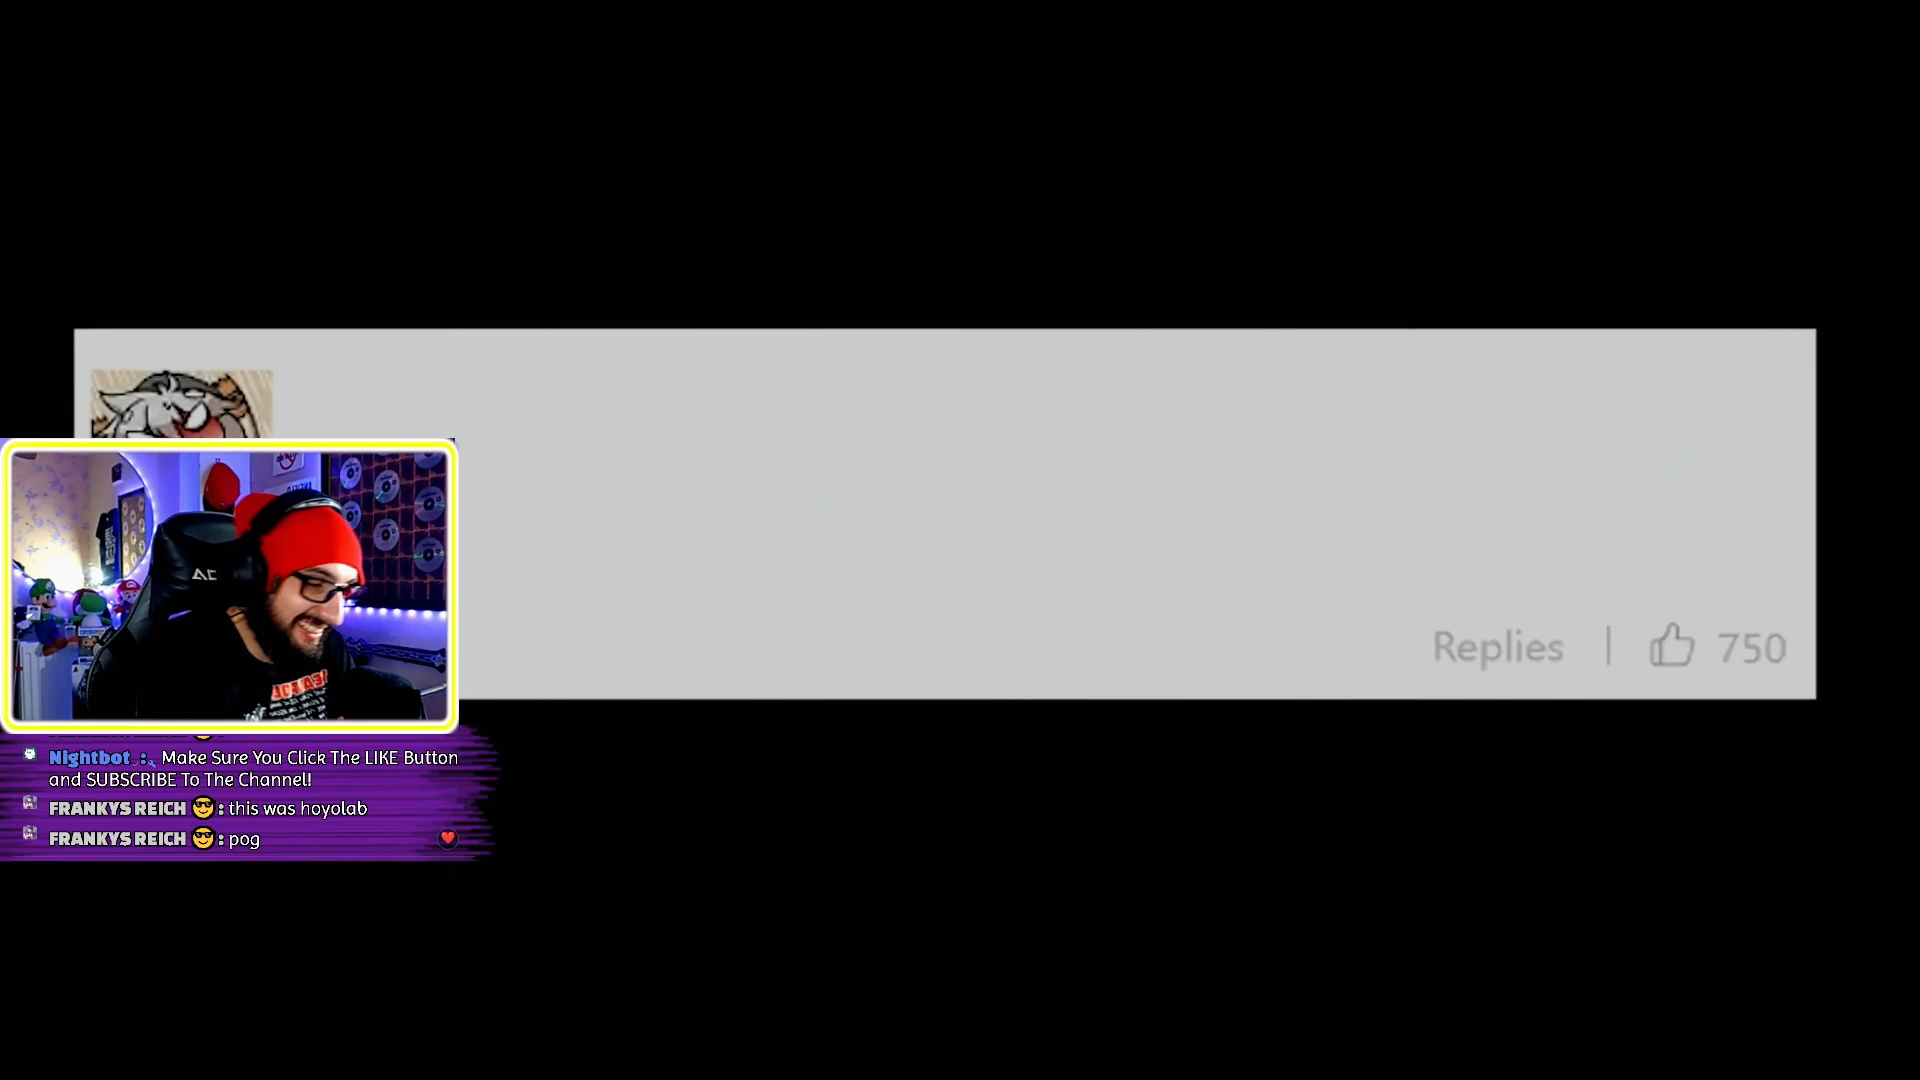 Replies | 750
AC
Nightbot : Make Sure You Click The LIKE Button
and SUBSCRIBE To The Channel!
FRANKYS REICH 😎 : this was hoyolab
FRANKYS REICH 😎 : pog